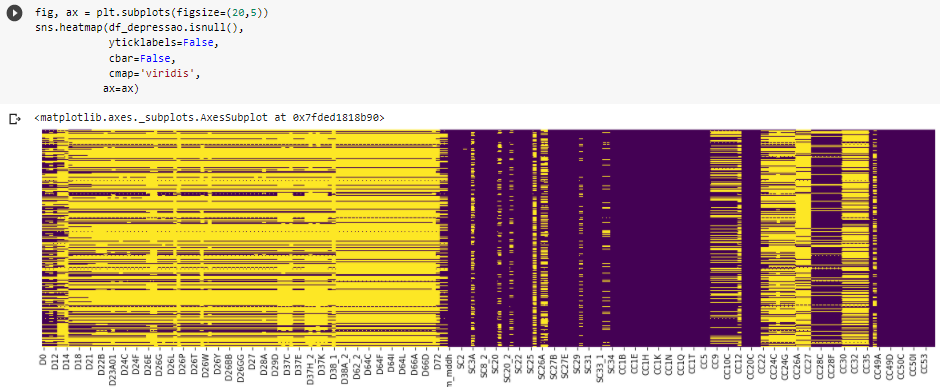 fig, ax = plt.subplots(figsize=(20,5))
sns.heatmap(df_depressao.isnull(),
yticklabels=False,
cbar=False,
cmap='viridis',
ax=ax)
<matplotlib.axes._subplots.AxesSubplot at 0x7fded1818b90>
D0 D12 D14 D18 D21 D22B D23A01 D24C D24F D26E D26G D26L D26P D26T D26W D26Y D26BB D26GG D27 D28A D29D D37C D37E D37H_2 D37K D38_1 D38A_2 D62_2 D64C D64F D64I D64L D66A D66D D72 n_mddh SC2 SC3A SC8_2 SC20 SC20_2 SC22 SC25 SC26A SC27B SC27E SC29 SC31 SC33_1 SC34 CC1B CC1E CC1H CC1K CC1N CC1Q CC1T CC5 CC9 CC10C CC12 CC20C CC22 CC24C CC24G CC26A CC27 CC28C CC28F CC30 CC32 CC35 CC49A CC49O CC50C CC50I CC53